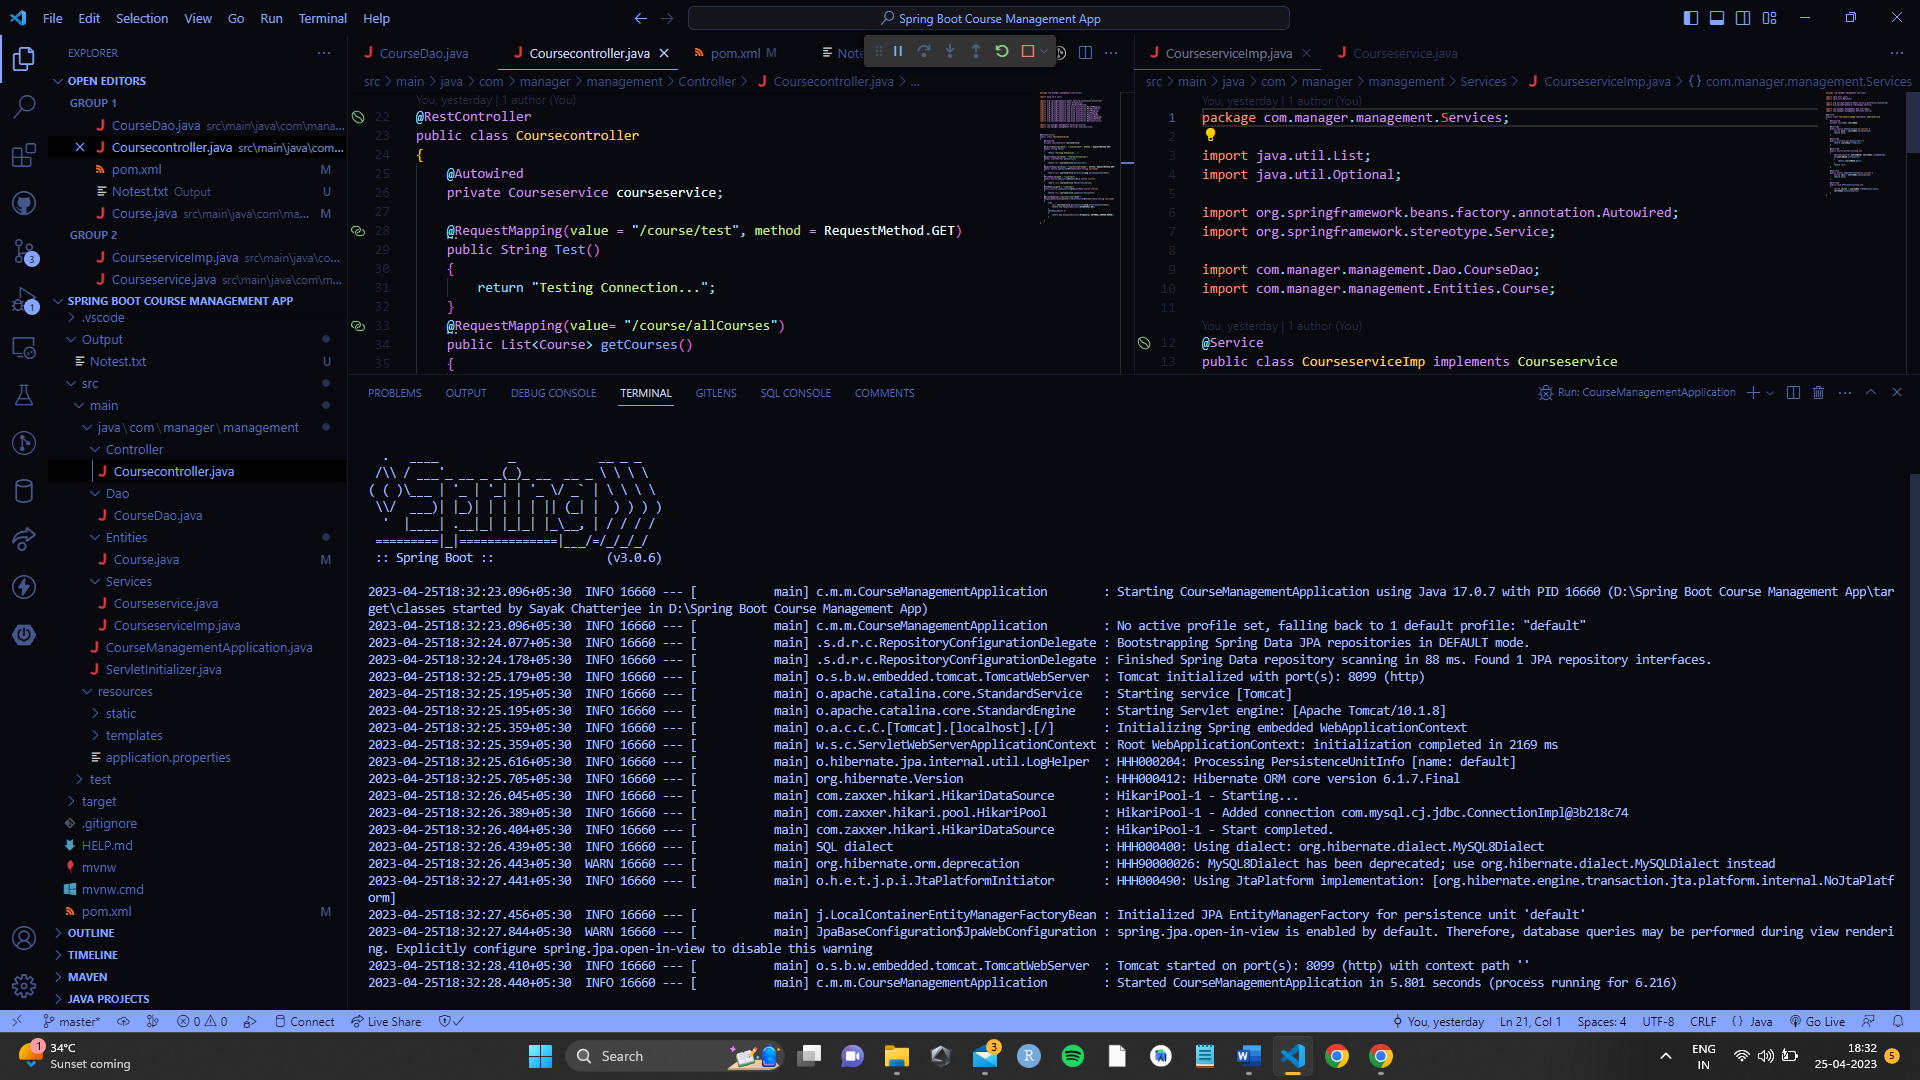 File Edit Selection View Go Run Terminal Help
Spring Boot Course Management App
EXPLORER
OPEN EDITORS
GROUP 1
CourseDao.java src\main\java\com\mana...
Coursecontroller.java src\main\java\com...
pom.xml M
Notest.txt Output U
Course.java src\main\java\com\ma... M
GROUP 2
CourseserviceImp.java src\main\java\co...
Courseservice.java src\main\java\com\m...
SPRING BOOT COURSE MANAGEMENT APP
.vscode
Output
Notest.txt U
src
main
java\com\manager\management
Controller
Coursecontroller.java
Dao
CourseDao.java
Entities
Course.java M
Services
Courseservice.java
CourseserviceImp.java
CourseManagementApplication.java
ServletInitializer.java
resources
static
templates
application.properties
test
target
.gitignore
HELP.md
mvnw
mvnw.cmd
pom.xml M
OUTLINE
TIMELINE
MAVEN
JAVA PROJECTS
3
1
CourseDao.java Coursecontroller.java pom.xml M Note
src > main > java > com > manager > management > Controller > Coursecontroller.java > ...
You, yesterday | 1 author (You)
22 @RestController
23 public class Coursecontroller
24 {
25 @Autowired
26 private Courseservice courseservice;
27
28 @RequestMapping(value = "/course/test", method = RequestMethod.GET)
29 public String Test()
30 {
31 return "Testing Connection...";
32 }
33 @RequestMapping(value= "/course/allCourses")
34 public List<Course> getCourses()
35 {
CourseserviceImp.java Courseservice.java
src > main > java > com > manager > management > Services > CourseserviceImp.java > {} com.manager.management.Services
You, yesterday | 1 author (You)
1 package com.manager.management.Services;
2
3 import java.util.List;
4 import java.util.Optional;
5
6 import org.springframework.beans.factory.annotation.Autowired;
7 import org.springframework.stereotype.Service;
8
9 import com.manager.management.Dao.CourseDao;
10 import com.manager.management.Entities.Course;
11
You, yesterday | 1 author (You)
12 @Service
13 public class CourseserviceImp implements Courseservice
PROBLEMS OUTPUT DEBUG CONSOLE TERMINAL GITLENS SQL CONSOLE COMMENTS
Run: CourseManagementApplication
:: Spring Boot :: (v3.0.6)
2023-04-25T18:32:23.096+05:30 INFO 16660 --- [ main] c.m.m.CourseManagementApplication : Starting CourseManagementApplication using Java 17.0.7 with PID 16660 (D:\Spring Boot Course Management App\tar
get\classes started by Sayak Chatterjee in D:\Spring Boot Course Management App)
2023-04-25T18:32:23.096+05:30 INFO 16660 --- [ main] c.m.m.CourseManagementApplication : No active profile set, falling back to 1 default profile: "default"
2023-04-25T18:32:24.077+05:30 INFO 16660 --- [ main] .s.d.r.c.RepositoryConfigurationDelegate : Bootstrapping Spring Data JPA repositories in DEFAULT mode.
2023-04-25T18:32:24.178+05:30 INFO 16660 --- [ main] .s.d.r.c.RepositoryConfigurationDelegate : Finished Spring Data repository scanning in 88 ms. Found 1 JPA repository interfaces.
2023-04-25T18:32:25.179+05:30 INFO 16660 --- [ main] o.s.b.w.embedded.tomcat.TomcatWebServer : Tomcat initialized with port(s): 8099 (http)
2023-04-25T18:32:25.195+05:30 INFO 16660 --- [ main] o.apache.catalina.core.StandardService : Starting service [Tomcat]
2023-04-25T18:32:25.195+05:30 INFO 16660 --- [ main] o.apache.catalina.core.StandardEngine : Starting Servlet engine: [Apache Tomcat/10.1.8]
2023-04-25T18:32:25.359+05:30 INFO 16660 --- [ main] o.a.c.c.C.[Tomcat].[localhost].[/] : Initializing Spring embedded WebApplicationContext
2023-04-25T18:32:25.359+05:30 INFO 16660 --- [ main] w.s.c.ServletWebServerApplicationContext : Root WebApplicationContext: initialization completed in 2169 ms
2023-04-25T18:32:25.616+05:30 INFO 16660 --- [ main] o.hibernate.jpa.internal.util.LogHelper : HHH000204: Processing PersistenceUnitInfo [name: default]
2023-04-25T18:32:25.705+05:30 INFO 16660 --- [ main] org.hibernate.Version : HHH000412: Hibernate ORM core version 6.1.7.Final
2023-04-25T18:32:26.045+05:30 INFO 16660 --- [ main] com.zaxxer.hikari.HikariDataSource : HikariPool-1 - Starting...
2023-04-25T18:32:26.389+05:30 INFO 16660 --- [ main] com.zaxxer.hikari.pool.HikariPool : HikariPool-1 - Added connection com.mysql.cj.jdbc.ConnectionImpl@3b218c74
2023-04-25T18:32:26.404+05:30 INFO 16660 --- [ main] com.zaxxer.hikari.HikariDataSource : HikariPool-1 - Start completed.
2023-04-25T18:32:26.439+05:30 INFO 16660 --- [ main] SQL dialect : HHH000400: Using dialect: org.hibernate.dialect.MySQL8Dialect
2023-04-25T18:32:26.443+05:30 WARN 16660 --- [ main] org.hibernate.orm.deprecation : HHH90000026: MySQL8Dialect has been deprecated; use org.hibernate.dialect.MySQLDialect instead
2023-04-25T18:32:27.441+05:30 INFO 16660 --- [ main] o.h.e.t.j.p.i.JtaPlatformInitiator : HHH000490: Using JtaPlatform implementation: [org.hibernate.engine.transaction.jta.platform.internal.NoJtaPlatf
orm]
2023-04-25T18:32:27.456+05:30 INFO 16660 --- [ main] j.LocalContainerEntityManagerFactoryBean : Initialized JPA EntityManagerFactory for persistence unit 'default'
2023-04-25T18:32:27.844+05:30 WARN 16660 --- [ main] JpaBaseConfiguration$JpaWebConfiguration : spring.jpa.open-in-view is enabled by default. Therefore, database queries may be performed during view renderi
ng. Explicitly configure spring.jpa.open-in-view to disable this warning
2023-04-25T18:32:28.410+05:30 INFO 16660 --- [ main] o.s.b.w.embedded.tomcat.TomcatWebServer : Tomcat started on port(s): 8099 (http) with context path ''
2023-04-25T18:32:28.440+05:30 INFO 16660 --- [ main] c.m.m.CourseManagementApplication : Started CourseManagementApplication in 5.801 seconds (process running for 6.216)
master* 0 0 Connect Live Share You, yesterday Ln 21, Col 1 Spaces: 4 UTF-8 CRLF {} Java Go Live
1 34°C
Sunset coming
Search
3
ENG
IN
18:32
25-04-2023
5